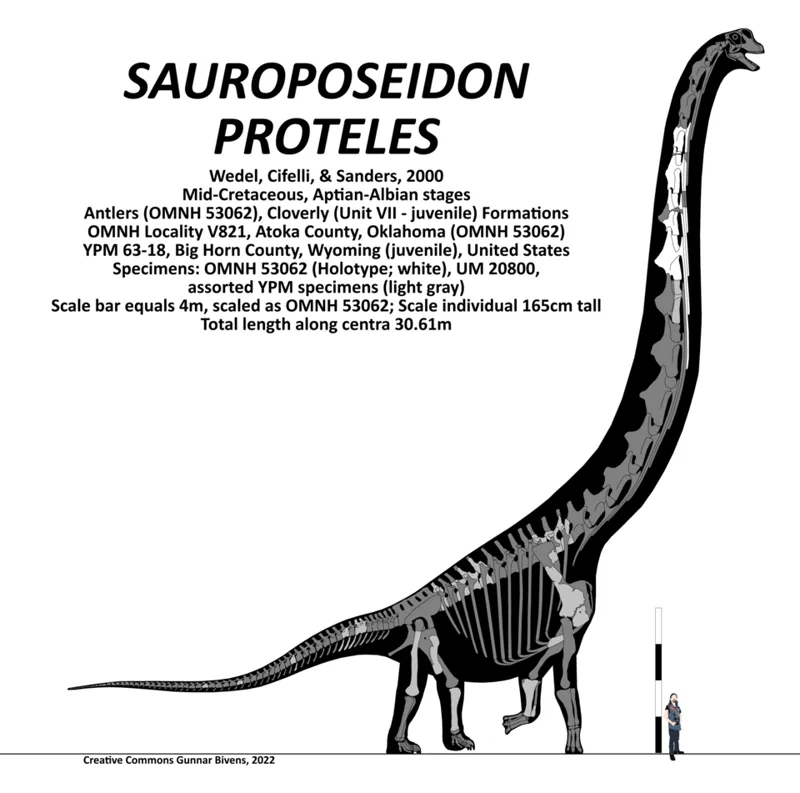 SAUROPOSEIDON
PROTELES
Wedel, Cifelli, & Sanders, 2000
Mid-Cretaceous, Aptian-Albian stages
Antlers (OMNH 53062), Cloverly (Unit VII - juvenile) Formations
OMNH Locality V821, Atoka County, Oklahoma (OMNH 53062)
YPM 63-18, Big Horn County, Wyoming (juvenile), United States
Specimens: OMNH 53062 (Holotype; white), UM 20800,
assorted YPM specimens (light gray)
Scale bar equals 4m, scaled as OMNH 53062; Scale individual 165cm tall
Total length along centra 30.61m
Creative Commons Gunnar Bivens, 2022